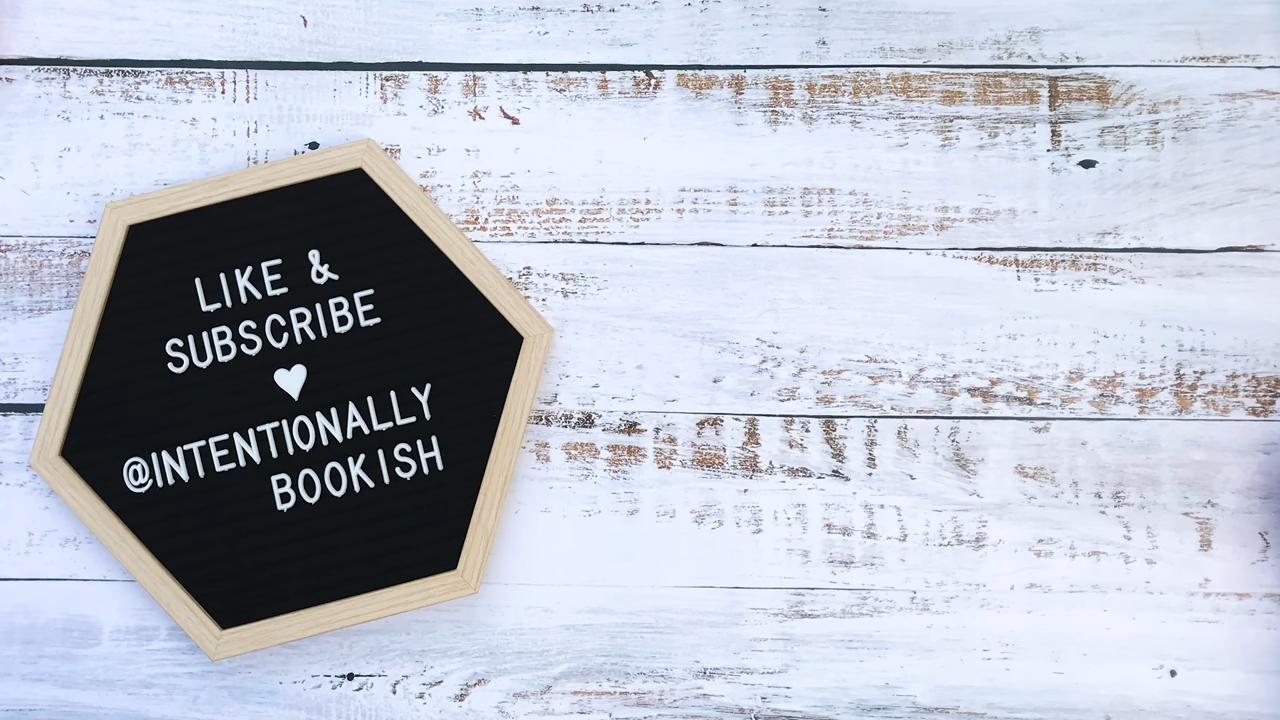 LIKE &
SUBSCRIBE
♥
@INTENTIONALLY
BOOKISH